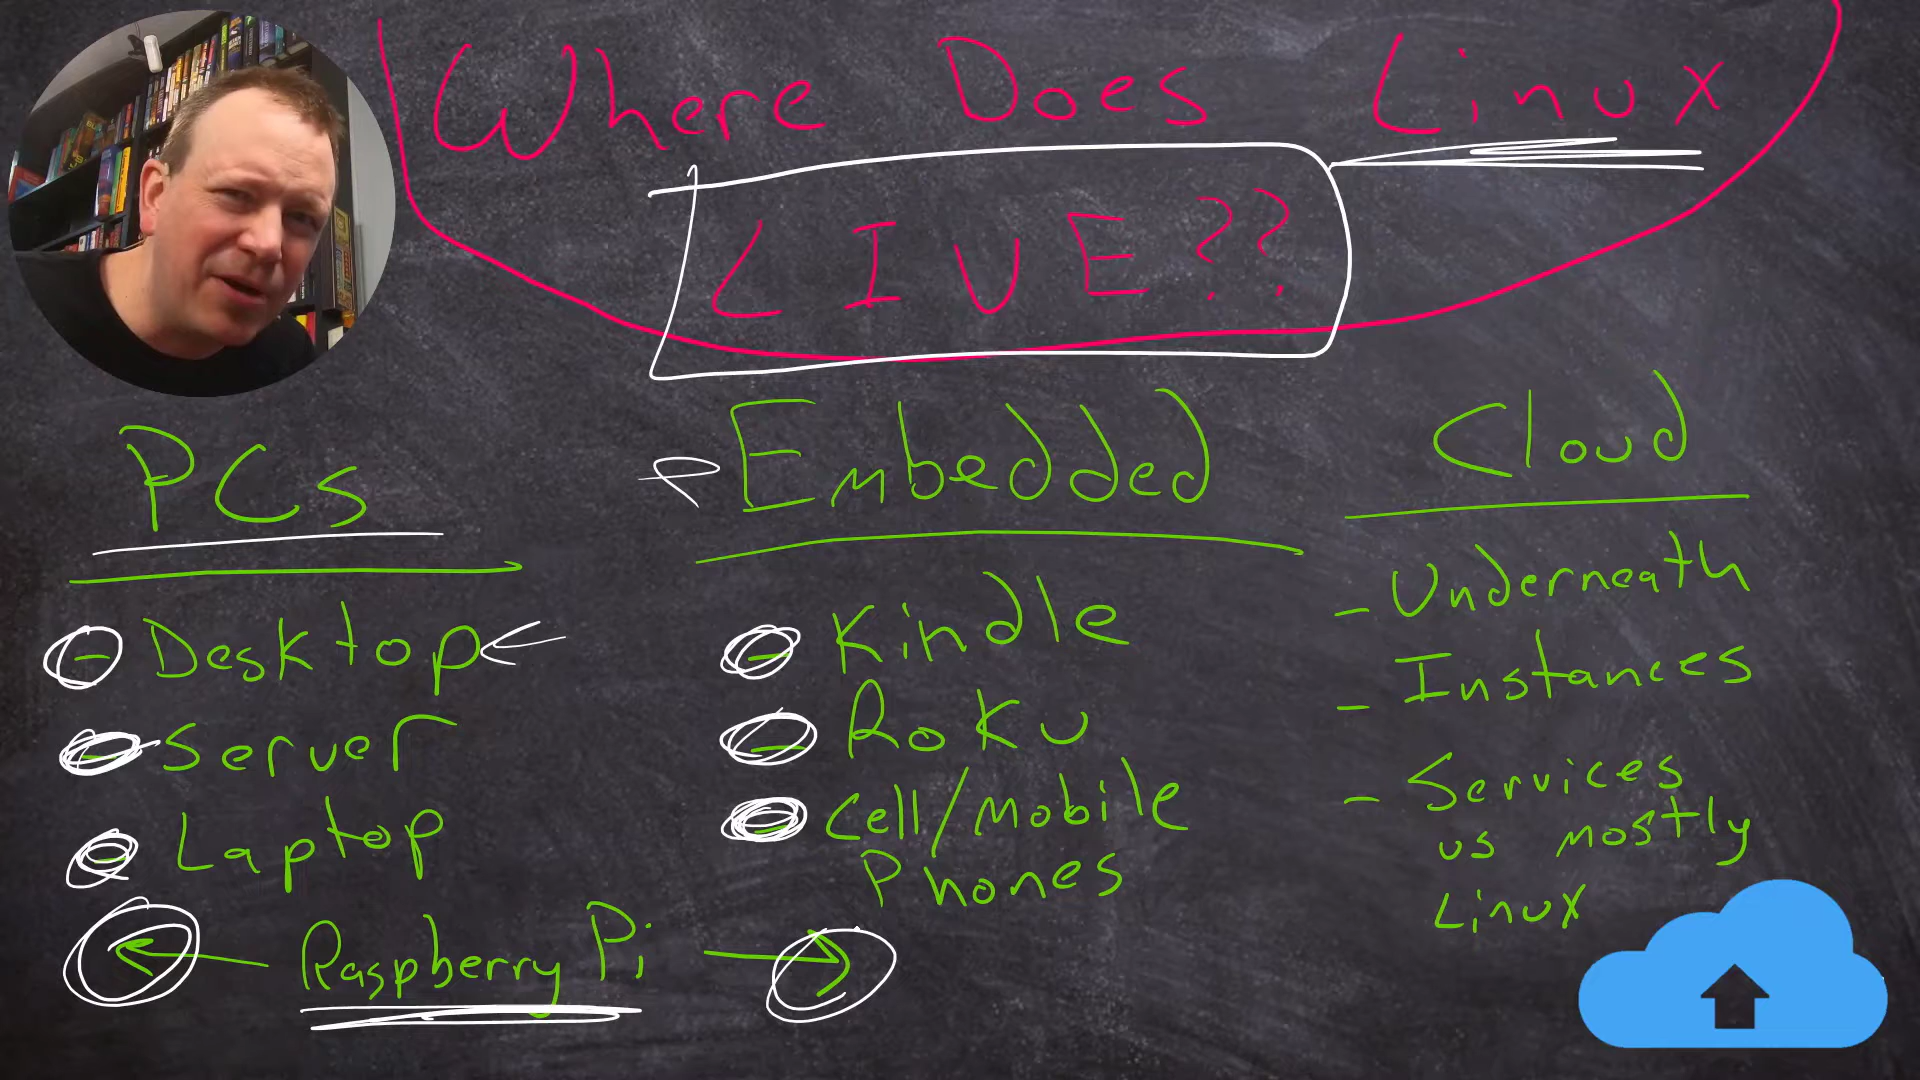 Where Does Linux
LIVE??
PCs
- Desktop
- Server
- Laptop
Raspberry Pi
Embedded
- Kindle
- Roku
- Cell/Mobile
Phones
Cloud
- Underneath
- Instances
- Services
us mostly
Linux